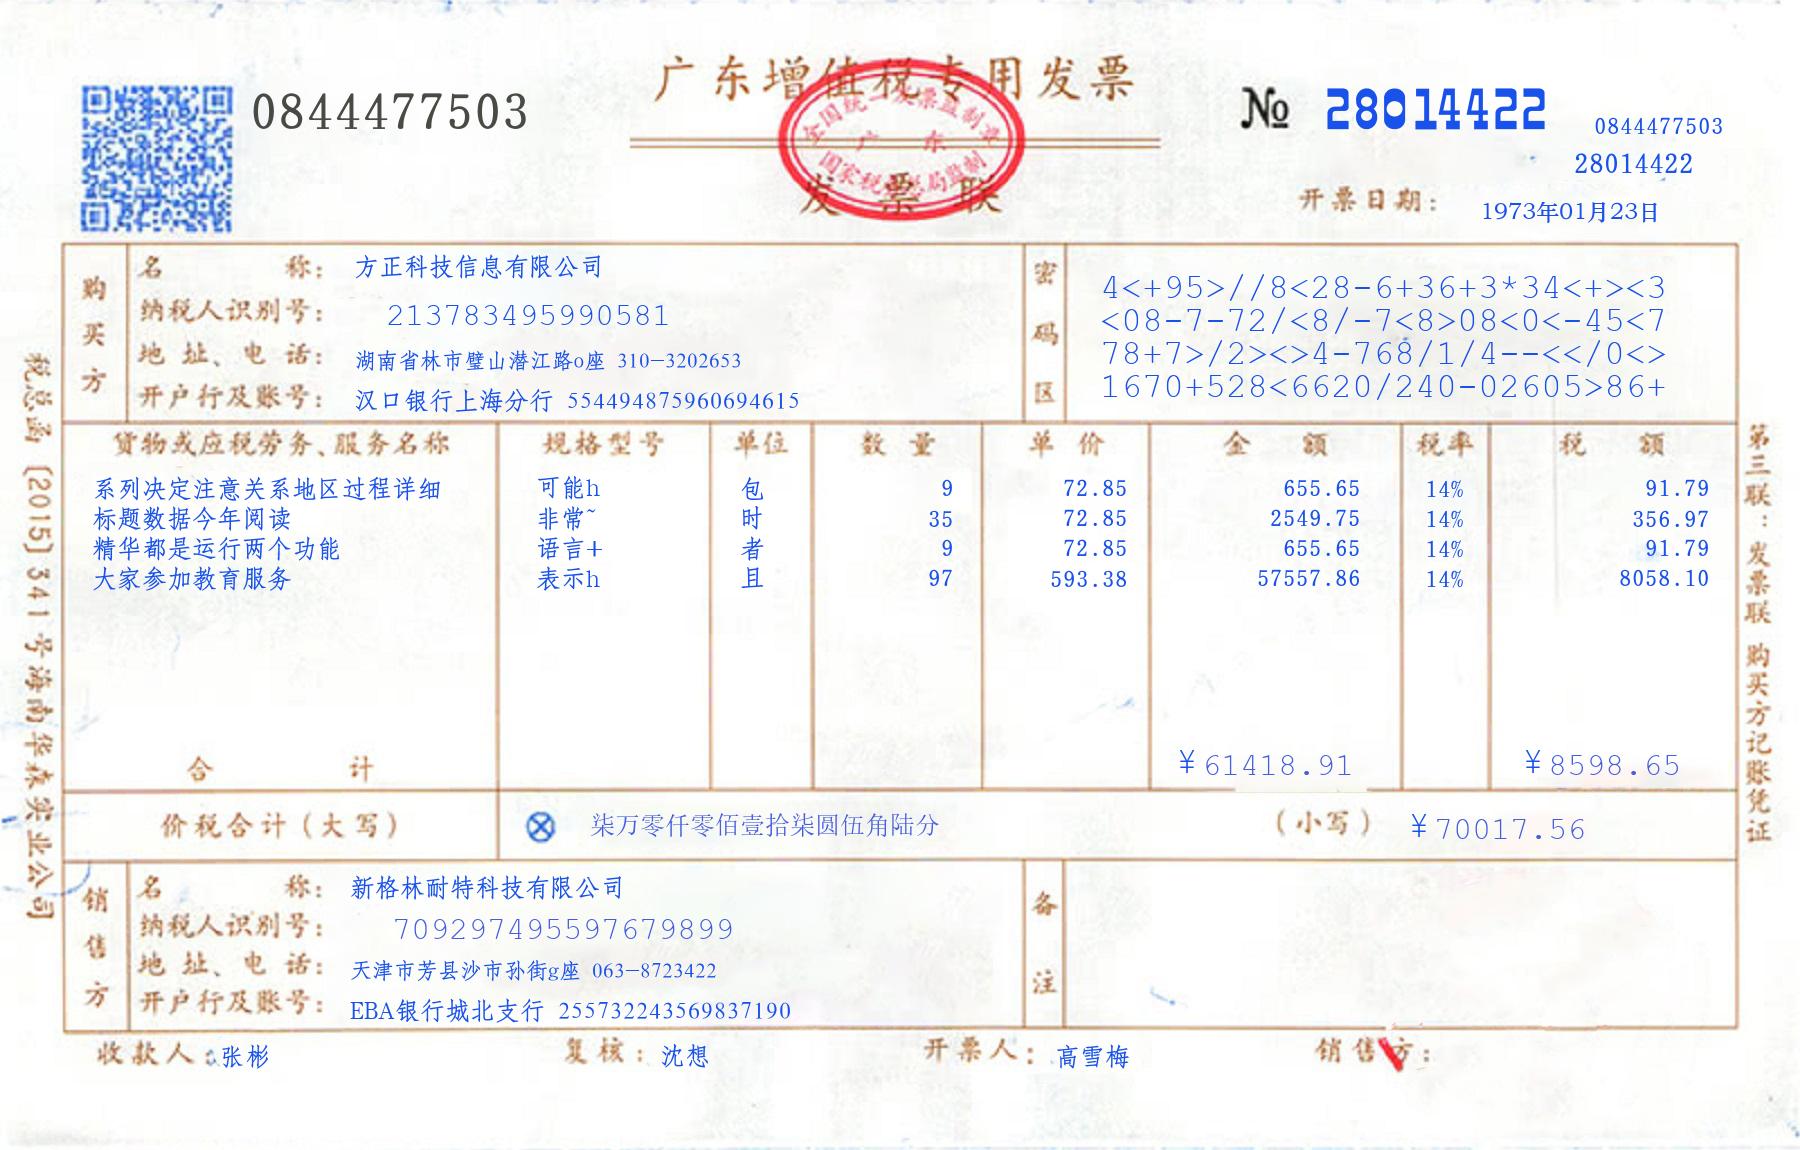 广东增值税专用发票
全国统一发票监制章
广 东
国家税务总局监制
发票联
0844477503
№ 28014422
0844477503
28014422
开票日期： 1973年01月23日
购买方
名 称： 方正科技信息有限公司
纳税人识别号： 213783495990581
地 址、电 话： 湖南省林市璧山潜江路o座 310-3202653
开户行及账号： 汉口银行上海分行 554494875960694615
密码区
4<+95>//8<28-6+36+3*34<+><3
<08-7-72/<8/-7<8>08<0<-45<7
78+7>/2><>4-768/1/4--<</0<>
1670+528<6620/240-02605>86+
货物或应税劳务、服务名称 规格型号 单位 数 量 单 价 金 额 税率 税 额
系列决定注意关系地区过程详细 可能h 包 9 72.85 655.65 14% 91.79
标题数据今年阅读 非常~ 时 35 72.85 2549.75 14% 356.97
精华都是运行两个功能 语言+ 者 9 72.85 655.65 14% 91.79
大家参加教育服务 表示h 且 97 593.38 57557.86 14% 8058.10
合 计 ￥61418.91 ￥8598.65
价税合计（大写） ⊗ 柒万零仟零佰壹拾柒圆伍角陆分 （小写） ￥70017.56
销售方
名 称： 新格林耐特科技有限公司
纳税人识别号： 709297495597679899
地 址、电 话： 天津市芳县沙市孙街g座 063-8723422
开户行及账号： EBA银行城北支行 255732243569837190
备注
收款人： 张彬 复核： 沈想 开票人： 高雪梅 销售方：
税总函〔2015〕341号海南华森实业公司
第三联：发票联 购买方记账凭证